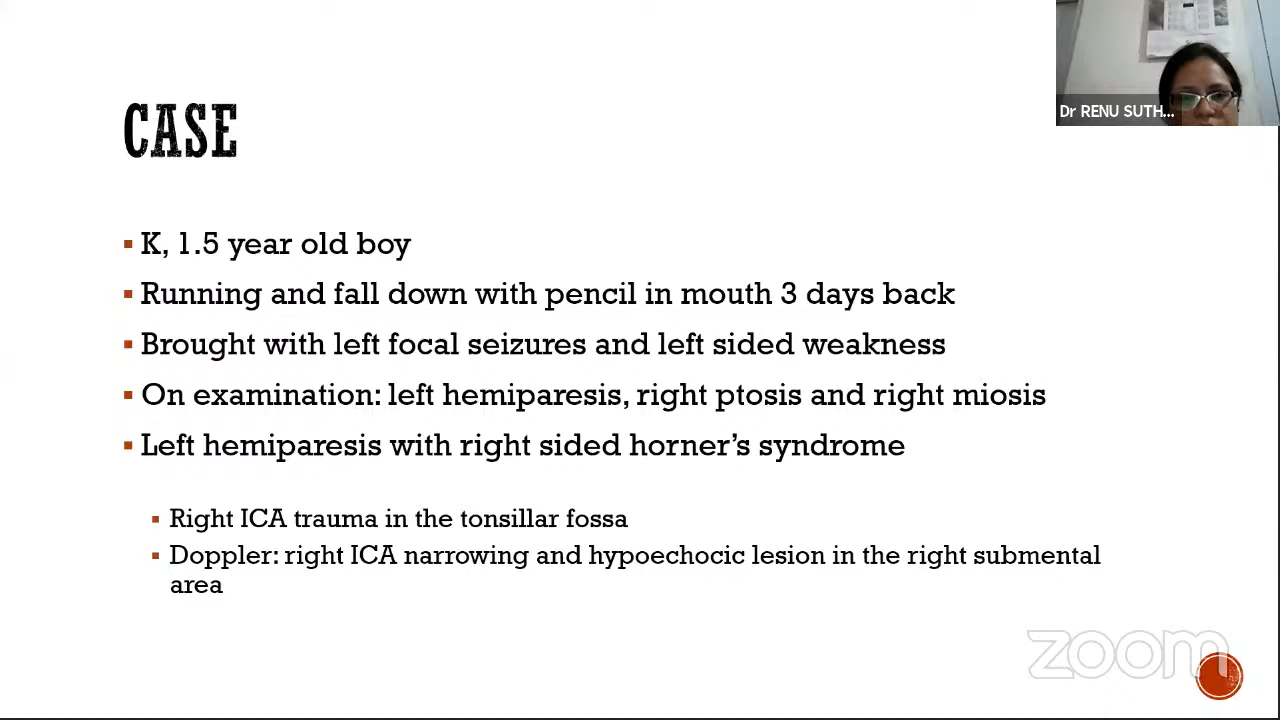 Dr RENU SUTH...
CASE
K, 1.5 year old boy
Running and fall down with pencil in mouth 3 days back
Brought with left focal seizures and left sided weakness
On examination: left hemiparesis, right ptosis and right miosis
Left hemiparesis with right sided horner's syndrome
Right ICA trauma in the tonsillar fossa
Doppler: right ICA narrowing and hypoechocic lesion in the right submental
area
zoom